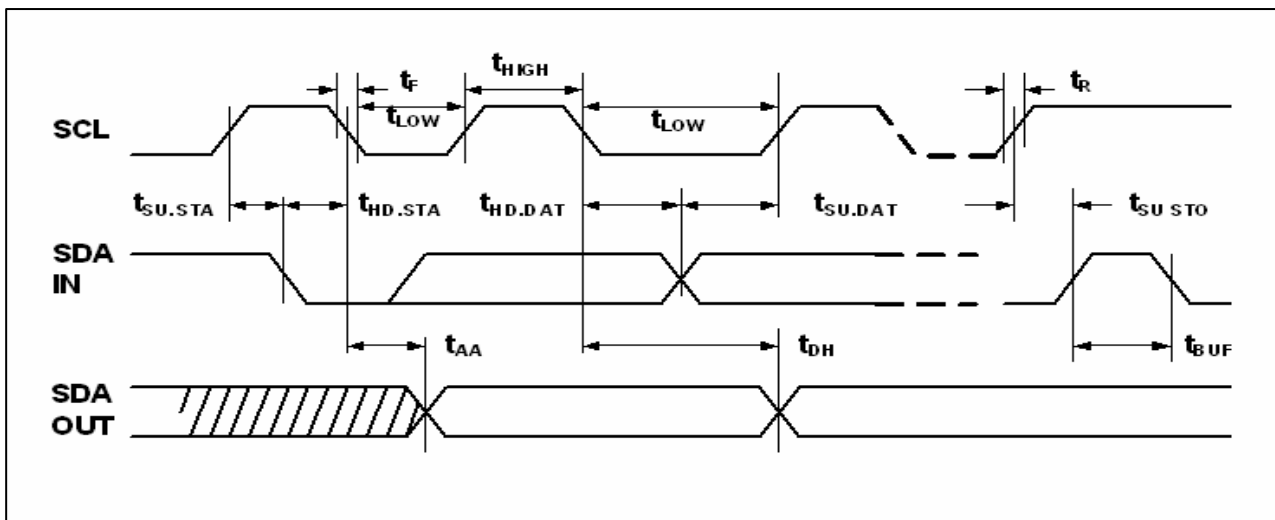 tF
tHIGH
tR
SCL
tLOW
tLOW
tSU.STA
tHD.STA
tHD.DAT
tSU.DAT
tSU STO
SDA
IN
tAA
tDH
tBUF
SDA
OUT